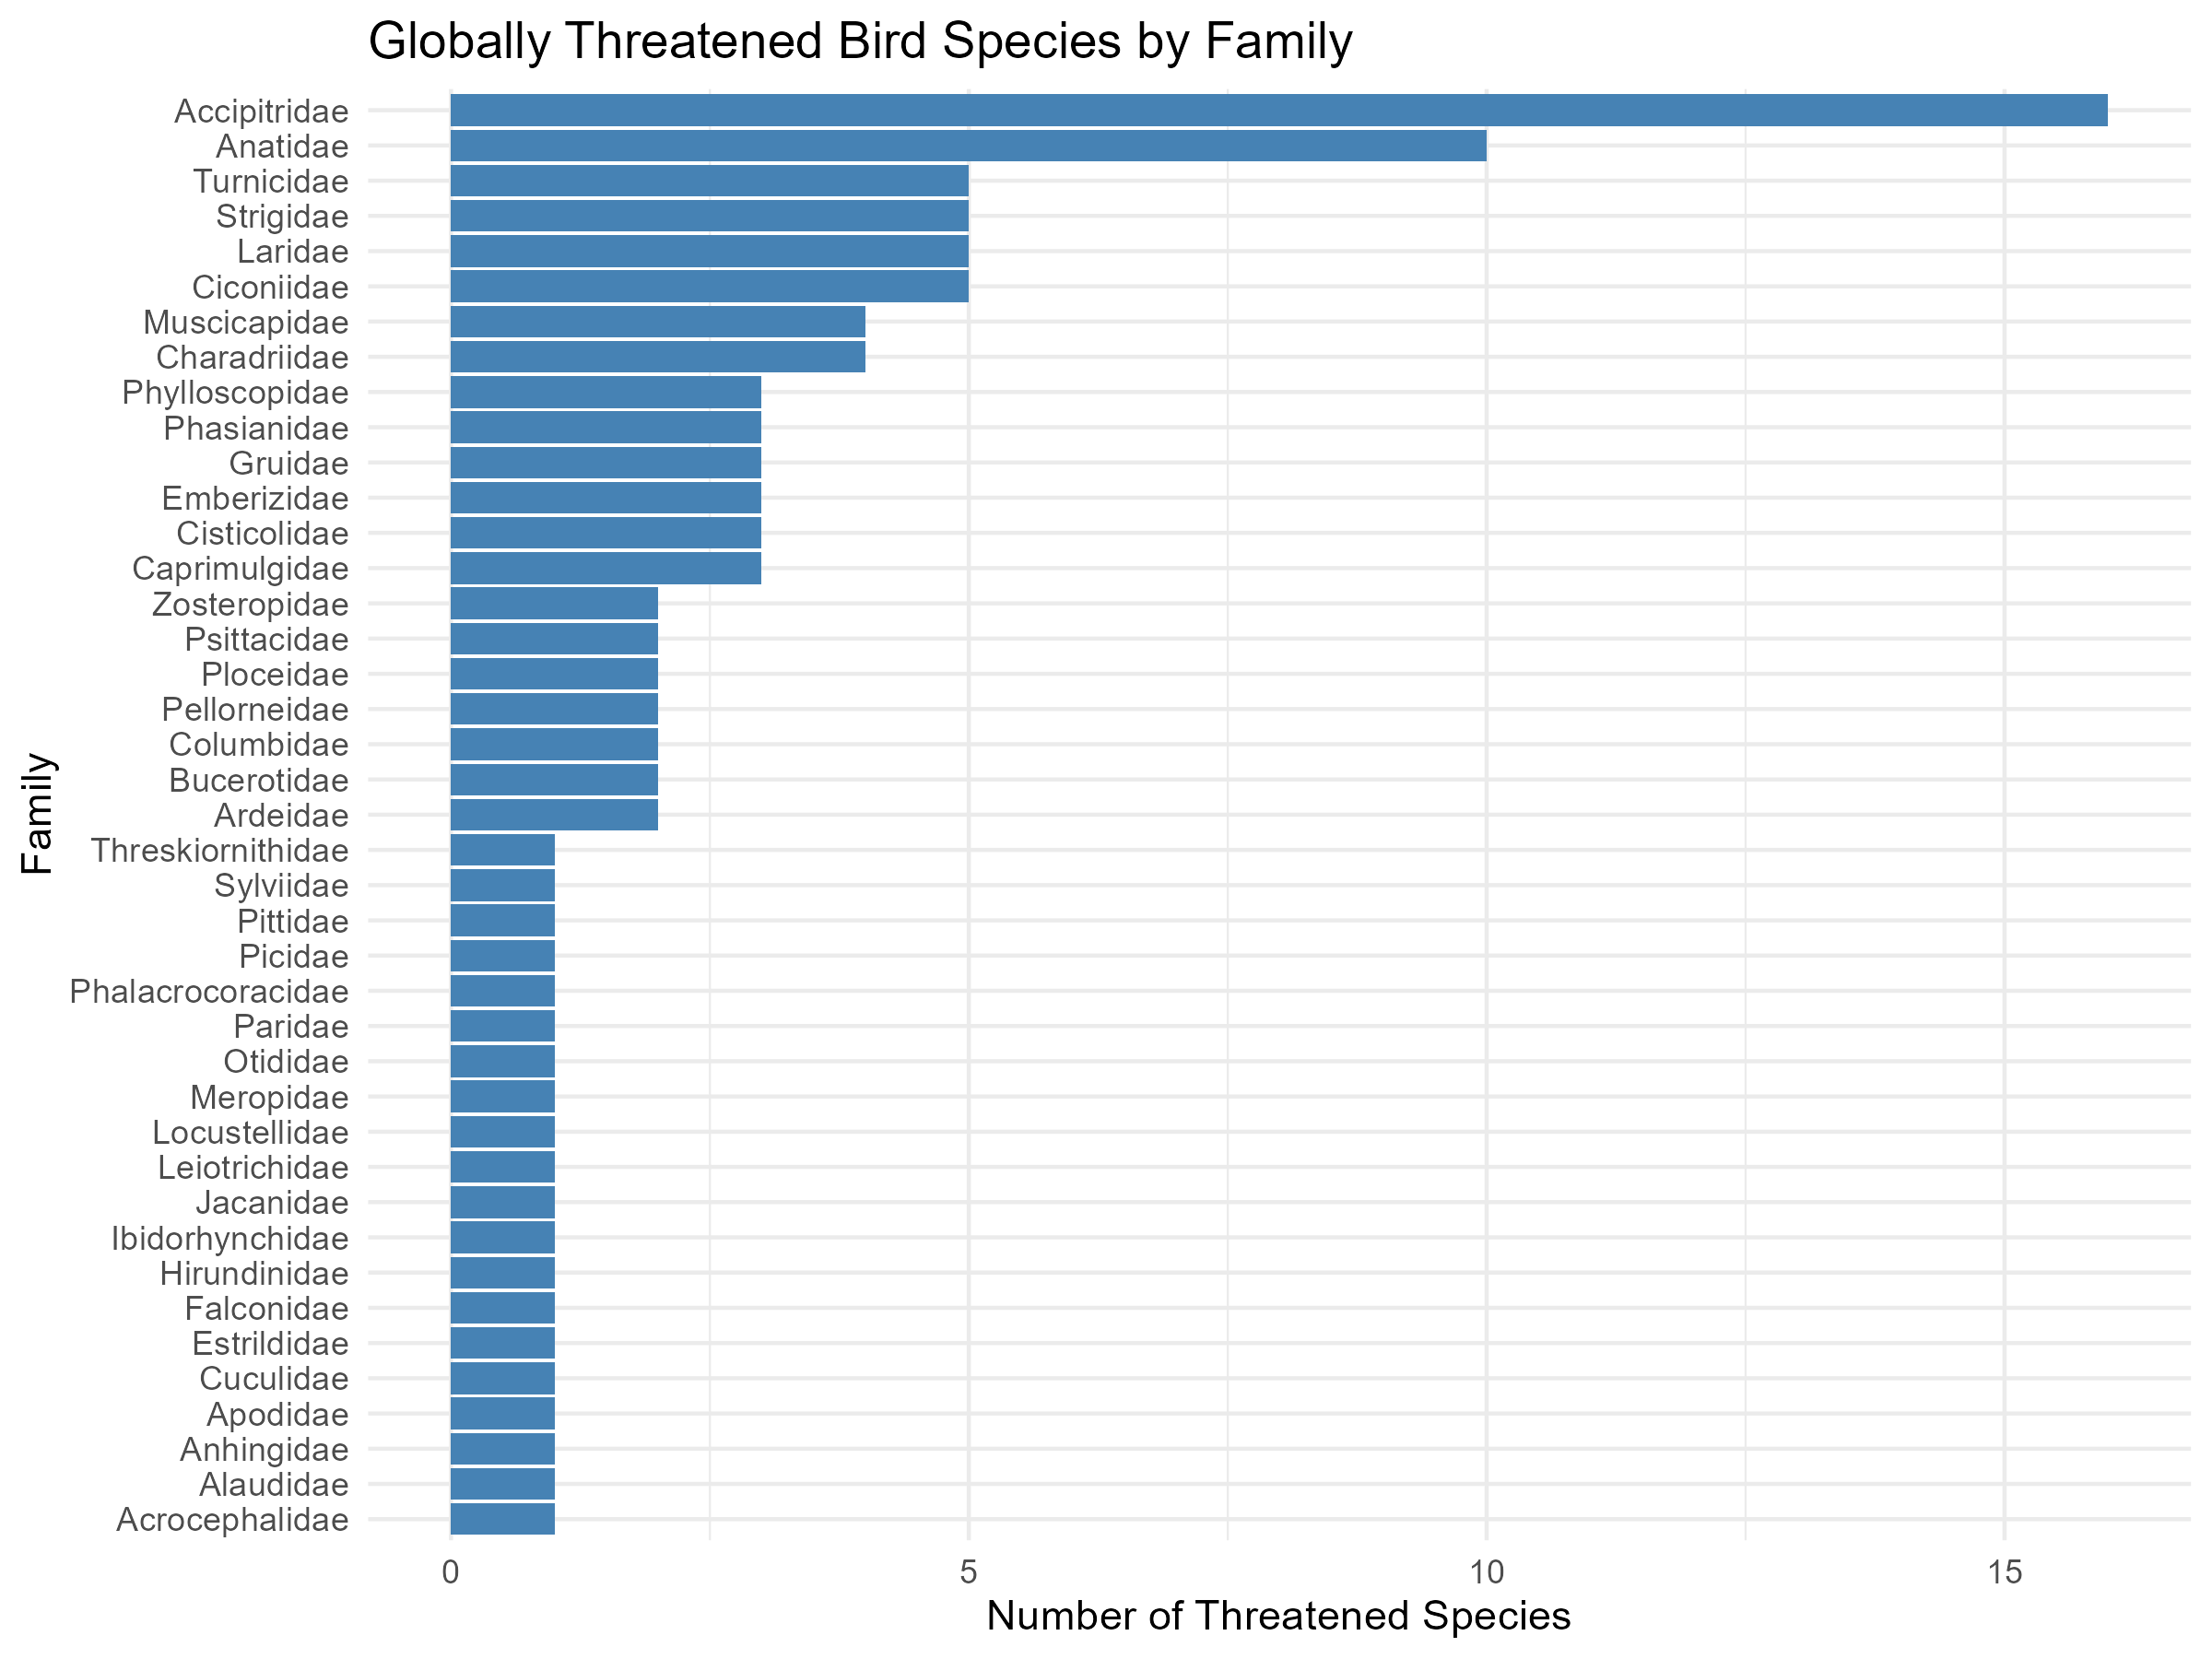 Globally Threatened Bird Species by Family
Accipitridae
Anatidae
Turnicidae
Strigidae
Laridae
Ciconiidae
Muscicapidae
Charadriidae
Phylloscopidae
Phasianidae
Gruidae
Emberizidae
Cisticolidae
Caprimulgidae
Zosteropidae
Psittacidae
Ploceidae
Pellorneidae
Columbidae
Bucerotidae
Ardeidae
Threskiornithidae
Sylviidae
Pittidae
Picidae
Phalacrocoracidae
Paridae
Otididae
Meropidae
Locustellidae
Leiotrichidae
Jacanidae
Ibidorhynchidae
Hirundinidae
Falconidae
Estrildidae
Cuculidae
Apodidae
Anhingidae
Alaudidae
Acrocephalidae
Family
0 5 10 15
Number of Threatened Species